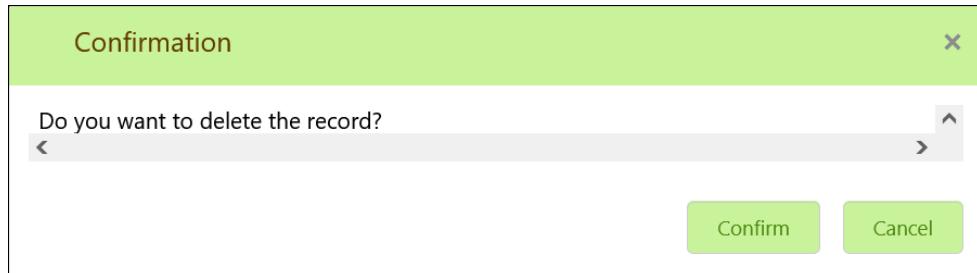 Confirmation
Do you want to delete the record?
Confirm
Cancel